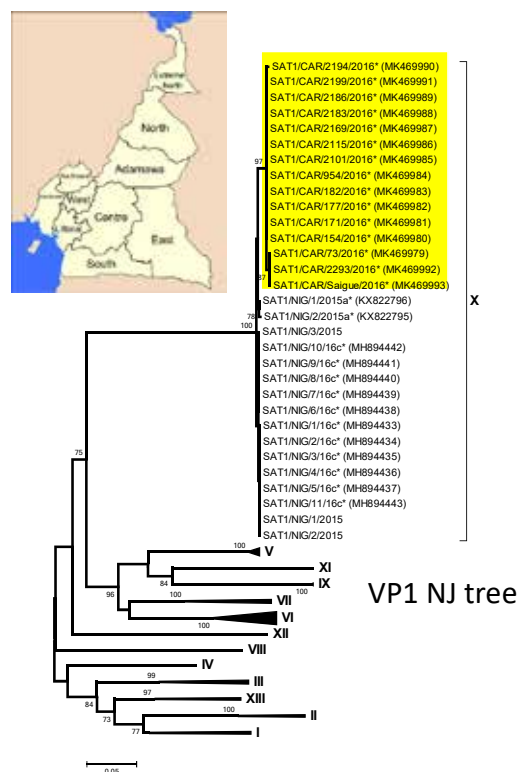 North
Adamawa
West
Centre
East
South
97
SAT1/CAR/2194/2016* (MK469990)
SAT1/CAR/2199/2016* (MK469991)
SAT1/CAR/2186/2016* (MK469989)
SAT1/CAR/2183/2016* (MK469988)
SAT1/CAR/2169/2016* (MK469987)
SAT1/CAR/2115/2016* (MK469986)
SAT1/CAR/2101/2016* (MK469985)
SAT1/CAR/954/2016* (MK469984)
SAT1/CAR/182/2016* (MK469983)
SAT1/CAR/177/2016* (MK469982)
SAT1/CAR/171/2016* (MK469981)
SAT1/CAR/154/2016* (MK469980)
SAT1/CAR/73/2016* (MK469979)
SAT1/CAR/2293/2016* (MK469992)
87
SAT1/CAR/Saigue/2016* (MK469993)
SAT1/NIG/1/2015a* (KX822796)
X
78
SAT1/NIG/2/2015a* (KX822795)
100
SAT1/NIG/3/2015
SAT1/NIG/10/16c* (MH894442)
SAT1/NIG/9/16c* (MH894441)
SAT1/NIG/8/16c* (MH894440)
SAT1/NIG/7/16c* (MH894439)
SAT1/NIG/6/16c* (MH894438)
SAT1/NIG/1/16c* (MH894433)
SAT1/NIG/2/16c* (MH894434)
SAT1/NIG/3/16c* (MH894435)
75
SAT1/NIG/4/16c* (MH894436)
SAT1/NIG/5/16c* (MH894437)
SAT1/NIG/11/16c* (MH894443)
SAT1/NIG/1/2015
SAT1/NIG/2/2015
100 V
XI
84
100 IX
96
VP1 NJ tree
100 VII
100 VI
XII
VIII
IV
99 III
84
97 XIII
73
100 II
77
I
0.05